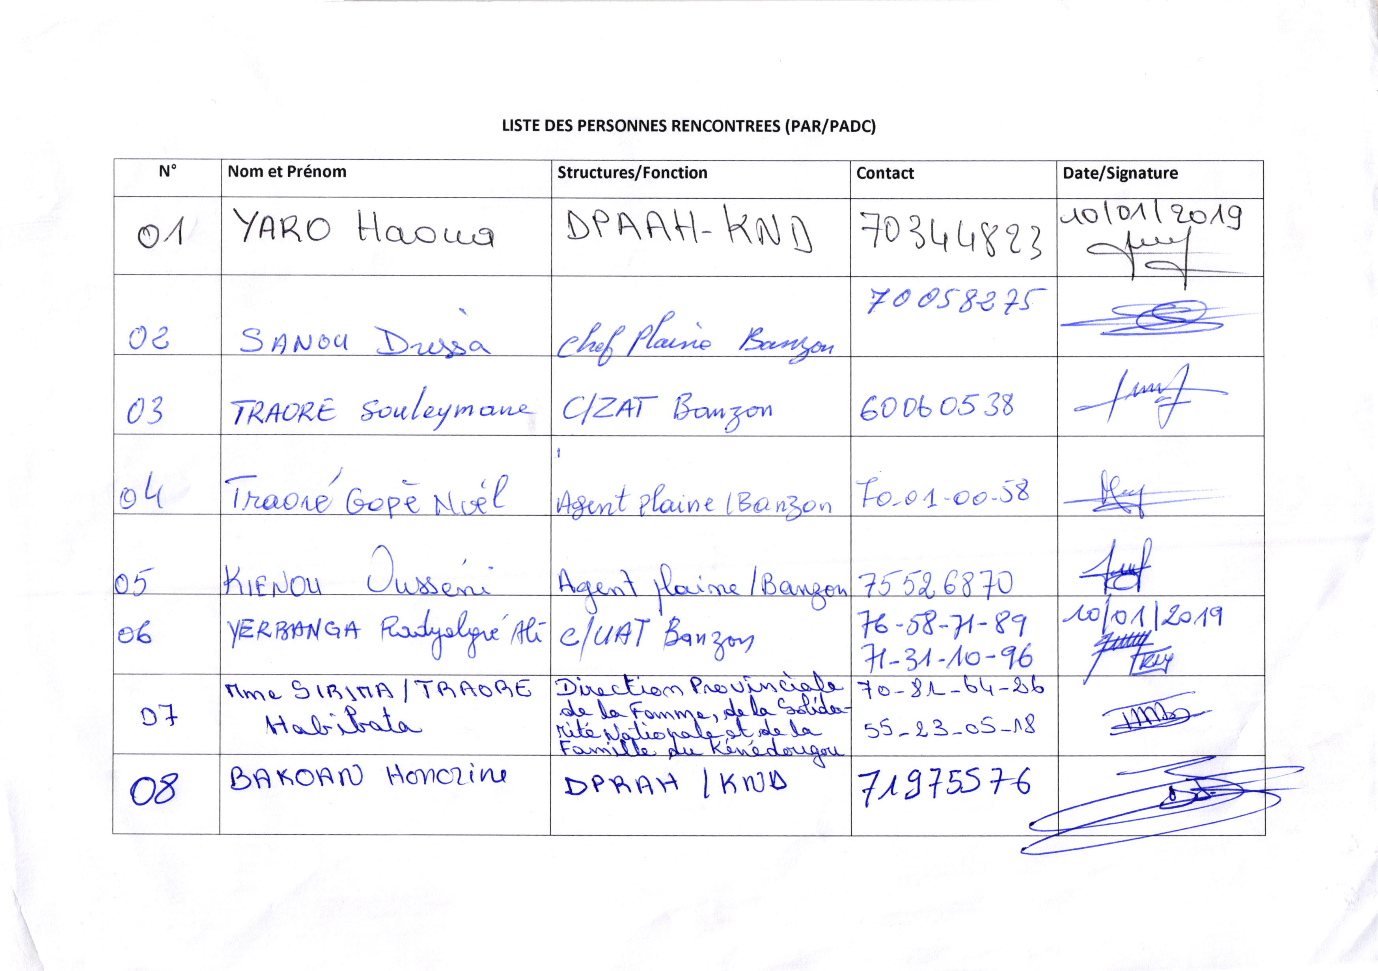 LISTE DES PERSONNES RENCONTREES (PAR/PADC)
N° Nom et Prénom Structures/Fonction Contact Date/Signature
01 YARO Haoua DPAAH-KND 70344823 10/01/2019
02 SANOU Drissa Chef Plaine Banzon 70058275
03 TRAORE Souleymane C/ZAT Banzon 60060538
04 Traoré Gopé Noël Agent plaine /Banzon 70-01-00-58
05 KIENOU Ousséni Agent plaine /Banzon 75526870
06 YERBANGA Ali C/UAT Banzon 76-58-71-89 10/01/2019
71-31-10-96
07 Mme SIRIMA/TRAORE Direction Provinciale 70-81-64-26
Habibata de la Femme, de la Solida-
rité Nationale et de la 55-23-05-18
Famille du Kénédougou
08 Honorine DPRAH /KND 71975576